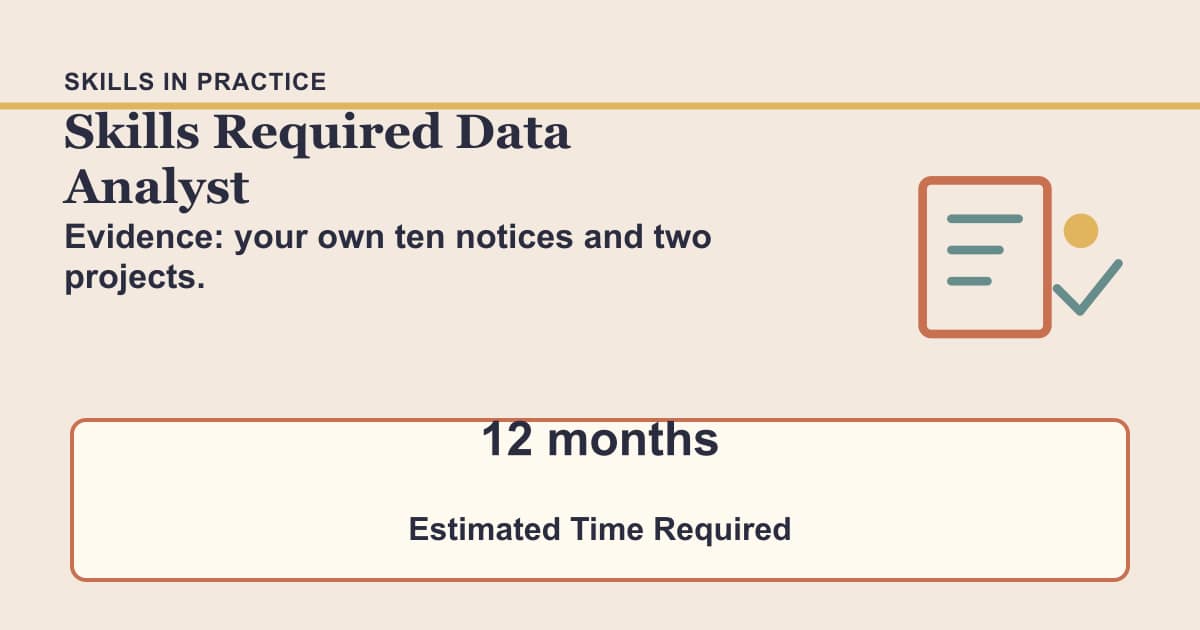 SKILLS IN PRACTICE
Skills Required Data
Analyst
Evidence: your own ten notices and two
projects.
12 months
Estimated Time Required